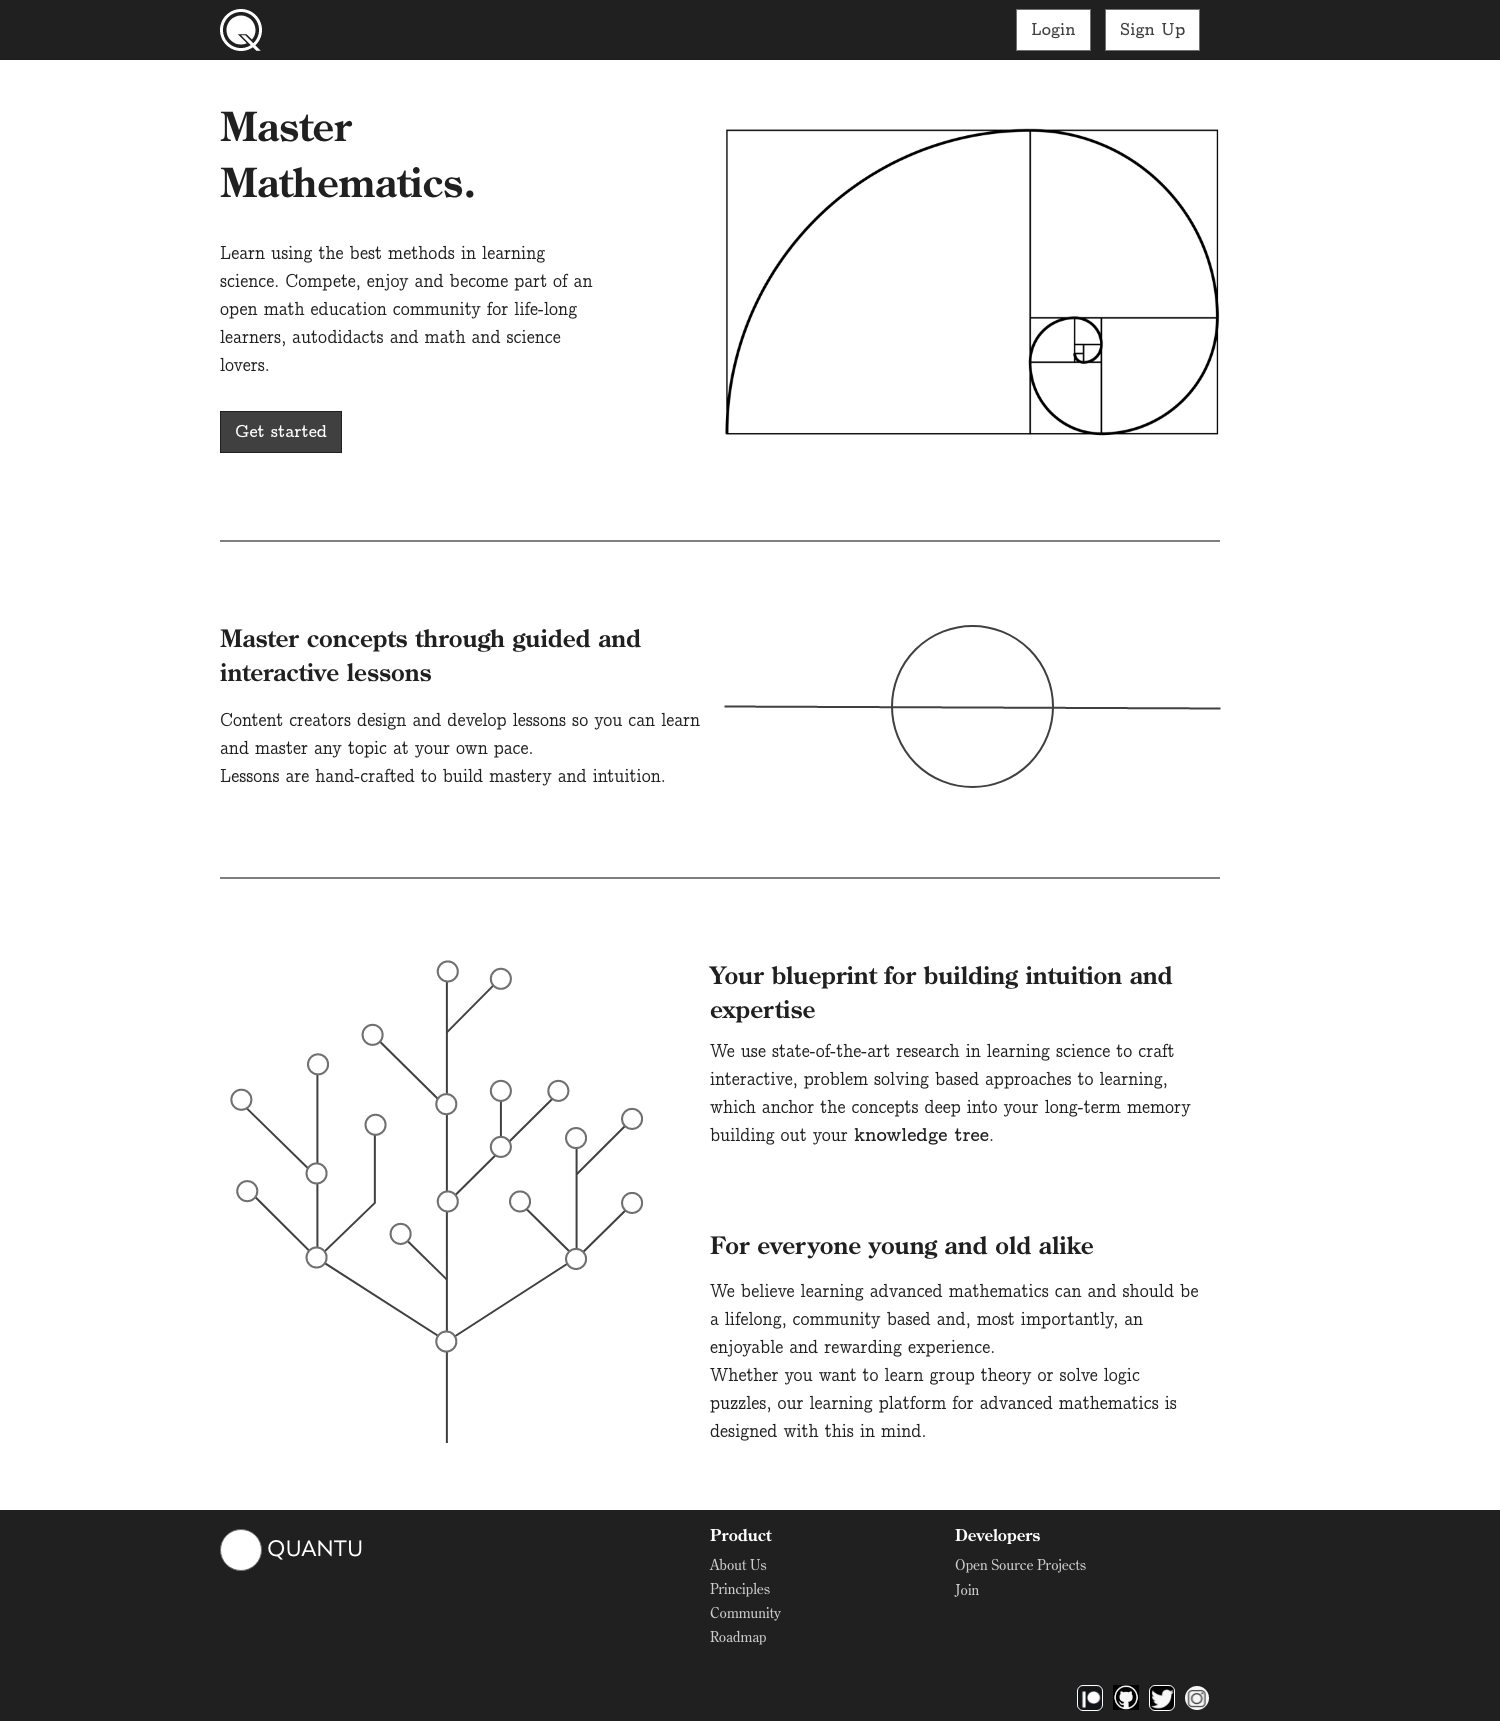 Login
Sign Up
Master
Mathematics.
Learn using the best methods in learning
science. Compete, enjoy and become part of an
open math education community for life-long
learners, autodidacts and math and science
lovers.
Get started
Master concepts through guided and
interactive lessons
Content creators design and develop lessons so you can learn
and master any topic at your own pace.
Lessons are hand-crafted to build mastery and intuition.
Your blueprint for building intuition and
expertise
We use state-of-the-art research in learning science to craft
interactive, problem solving based approaches to learning,
which anchor the concepts deep into your long-term memory
building out your knowledge tree.
For everyone young and old alike
We believe learning advanced mathematics can and should be
a lifelong, community based and, most importantly, an
enjoyable and rewarding experience.
Whether you want to learn group theory or solve logic
puzzles, our learning platform for advanced mathematics is
designed with this in mind.
QUANTU
Product
About Us
Principles
Community
Roadmap
Developers
Open Source Projects
Join